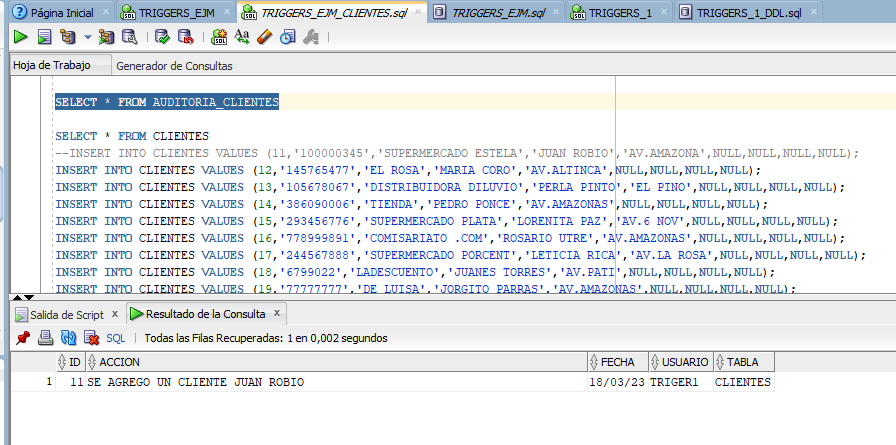 Página Inicial TRIGGERS_EJM TRIGGERS_EJM_CLIENTES.sql TRIGGERS_EJM.sql TRIGGERS_1 TRIGGERS_1_DDL.sql
Hoja de Trabajo Generador de Consultas
SELECT * FROM AUDITORIA_CLIENTES
SELECT * FROM CLIENTES
--INSERT INTO CLIENTES VALUES (11,'100000345','SUPERMERCADO ESTELA','JUAN ROBIO','AV.AMAZONA',NULL,NULL,NULL,NULL);
INSERT INTO CLIENTES VALUES (12,'145765477','EL ROSA','MARIA CORO','AV.ALTINCA',NULL,NULL,NULL,NULL);
INSERT INTO CLIENTES VALUES (13,'105678067','DISTRIBUIDORA DILUVIO','PERLA PINTO','EL PINO',NULL,NULL,NULL,NULL);
INSERT INTO CLIENTES VALUES (14,'386090006','TIENDA','PEDRO PONCE','AV.AMAZONAS',NULL,NULL,NULL,NULL);
INSERT INTO CLIENTES VALUES (15,'293456776','SUPERMERCADO PLATA','LORENITA PAZ','AV.6 NOV',NULL,NULL,NULL,NULL);
INSERT INTO CLIENTES VALUES (16,'778999891','COMISARIATO .COM','ROSARIO UTRE','AV.AMAZONAS',NULL,NULL,NULL,NULL);
INSERT INTO CLIENTES VALUES (17,'244567888','SUPERMERCADO PORCENT','LETICIA RICA','AV.LA ROSA',NULL,NULL,NULL,NULL);
INSERT INTO CLIENTES VALUES (18,'6799022','LADESCUENTO','JUANES TORRES','AV.PATI',NULL,NULL,NULL,NULL);
INSERT INTO CLIENTES VALUES (19,'77777777','DE LUISA','JORGITO PARRAS','AV.AMAZONAS',NULL,NULL,NULL,NULL);
Salida de Script x Resultado de la Consulta x
SQL | Todas las Filas Recuperadas: 1 en 0,002 segundos
ID ACCION FECHA USUARIO TABLA
1 11 SE AGREGO UN CLIENTE JUAN ROBIO 18/03/23 TRIGER1 CLIENTES